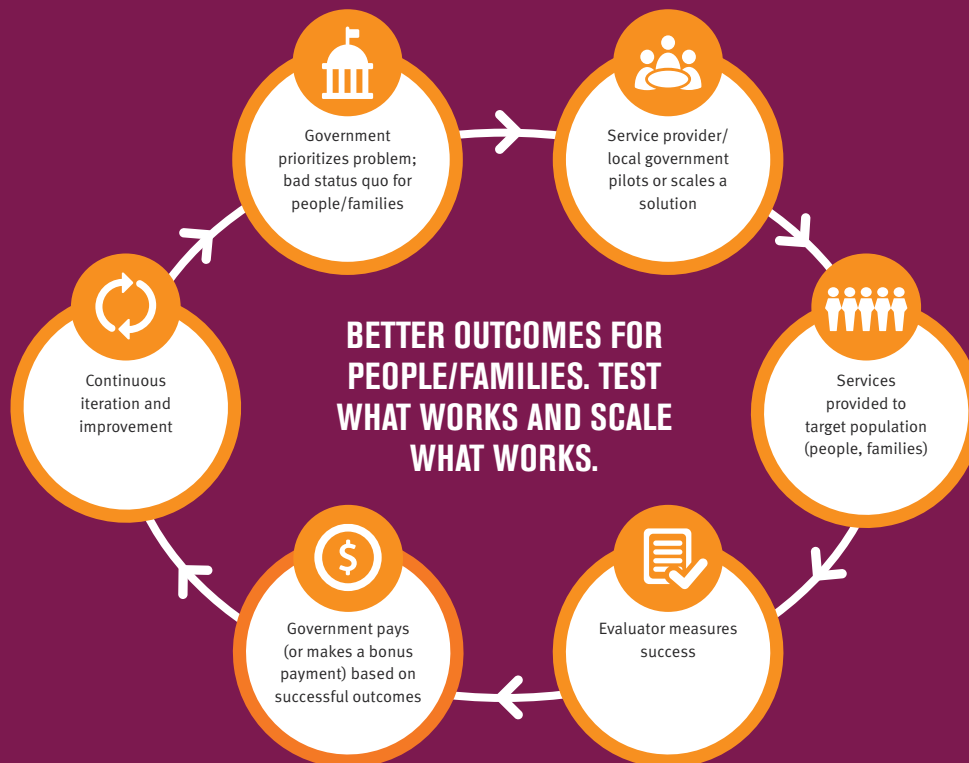 Government
prioritizes problem;
bad status quo for
people/families
Service provider/
local government
pilots or scales a
solution
Services
provided to
target population
(people, families)
Evaluator measures
success
$
Government pays
(or makes a bonus
payment) based on
successful outcomes
Continuous
iteration and
improvement
BETTER OUTCOMES FOR
PEOPLE/FAMILIES. TEST
WHAT WORKS AND SCALE
WHAT WORKS.